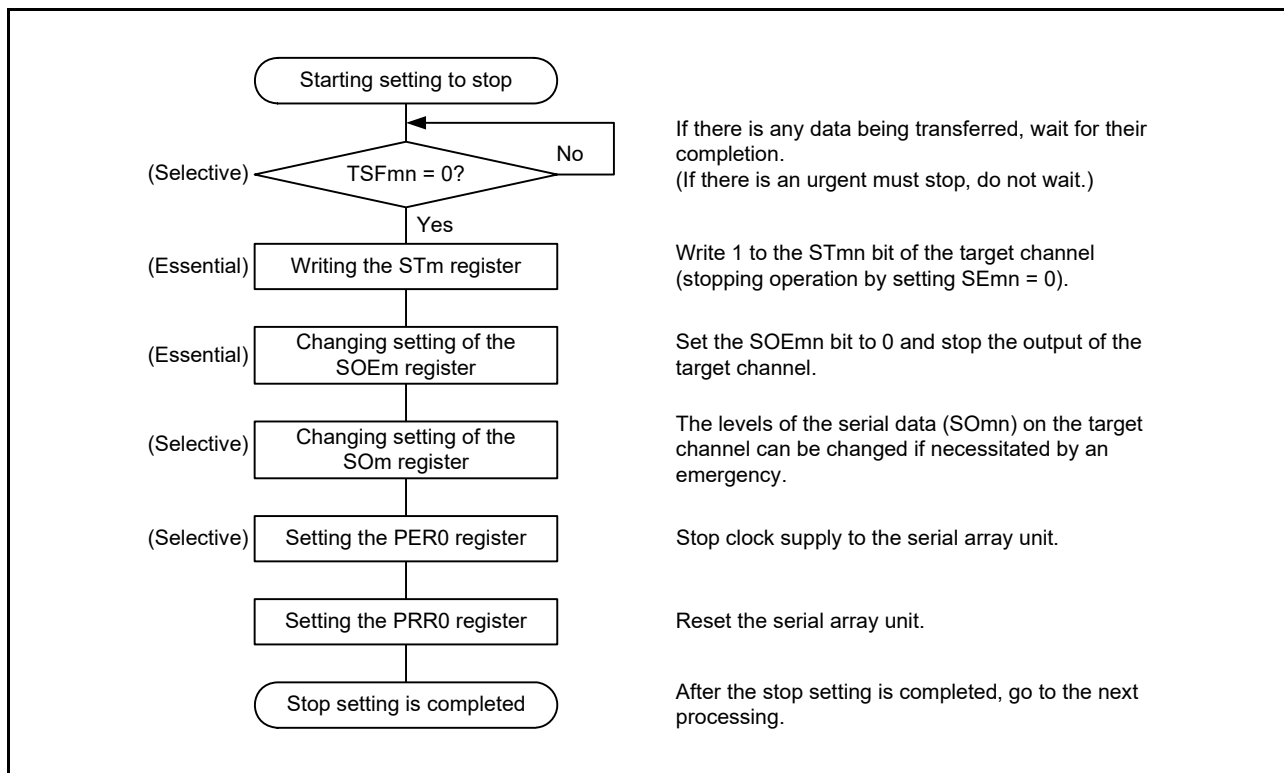 Starting setting to stop
No
(Selective)
TSFmn = 0?
If there is any data being transferred, wait for their
completion.
(If there is an urgent must stop, do not wait.)
Yes
(Essential)
Writing the STm register
Write 1 to the STmn bit of the target channel
(stopping operation by setting SEmn = 0).
(Essential)
Changing setting of the
SOEm register
Set the SOEmn bit to 0 and stop the output of the
target channel.
(Selective)
Changing setting of the
SOm register
The levels of the serial data (SOmn) on the target
channel can be changed if necessitated by an
emergency.
(Selective)
Setting the PER0 register
Stop clock supply to the serial array unit.
Setting the PRR0 register
Reset the serial array unit.
Stop setting is completed
After the stop setting is completed, go to the next
processing.